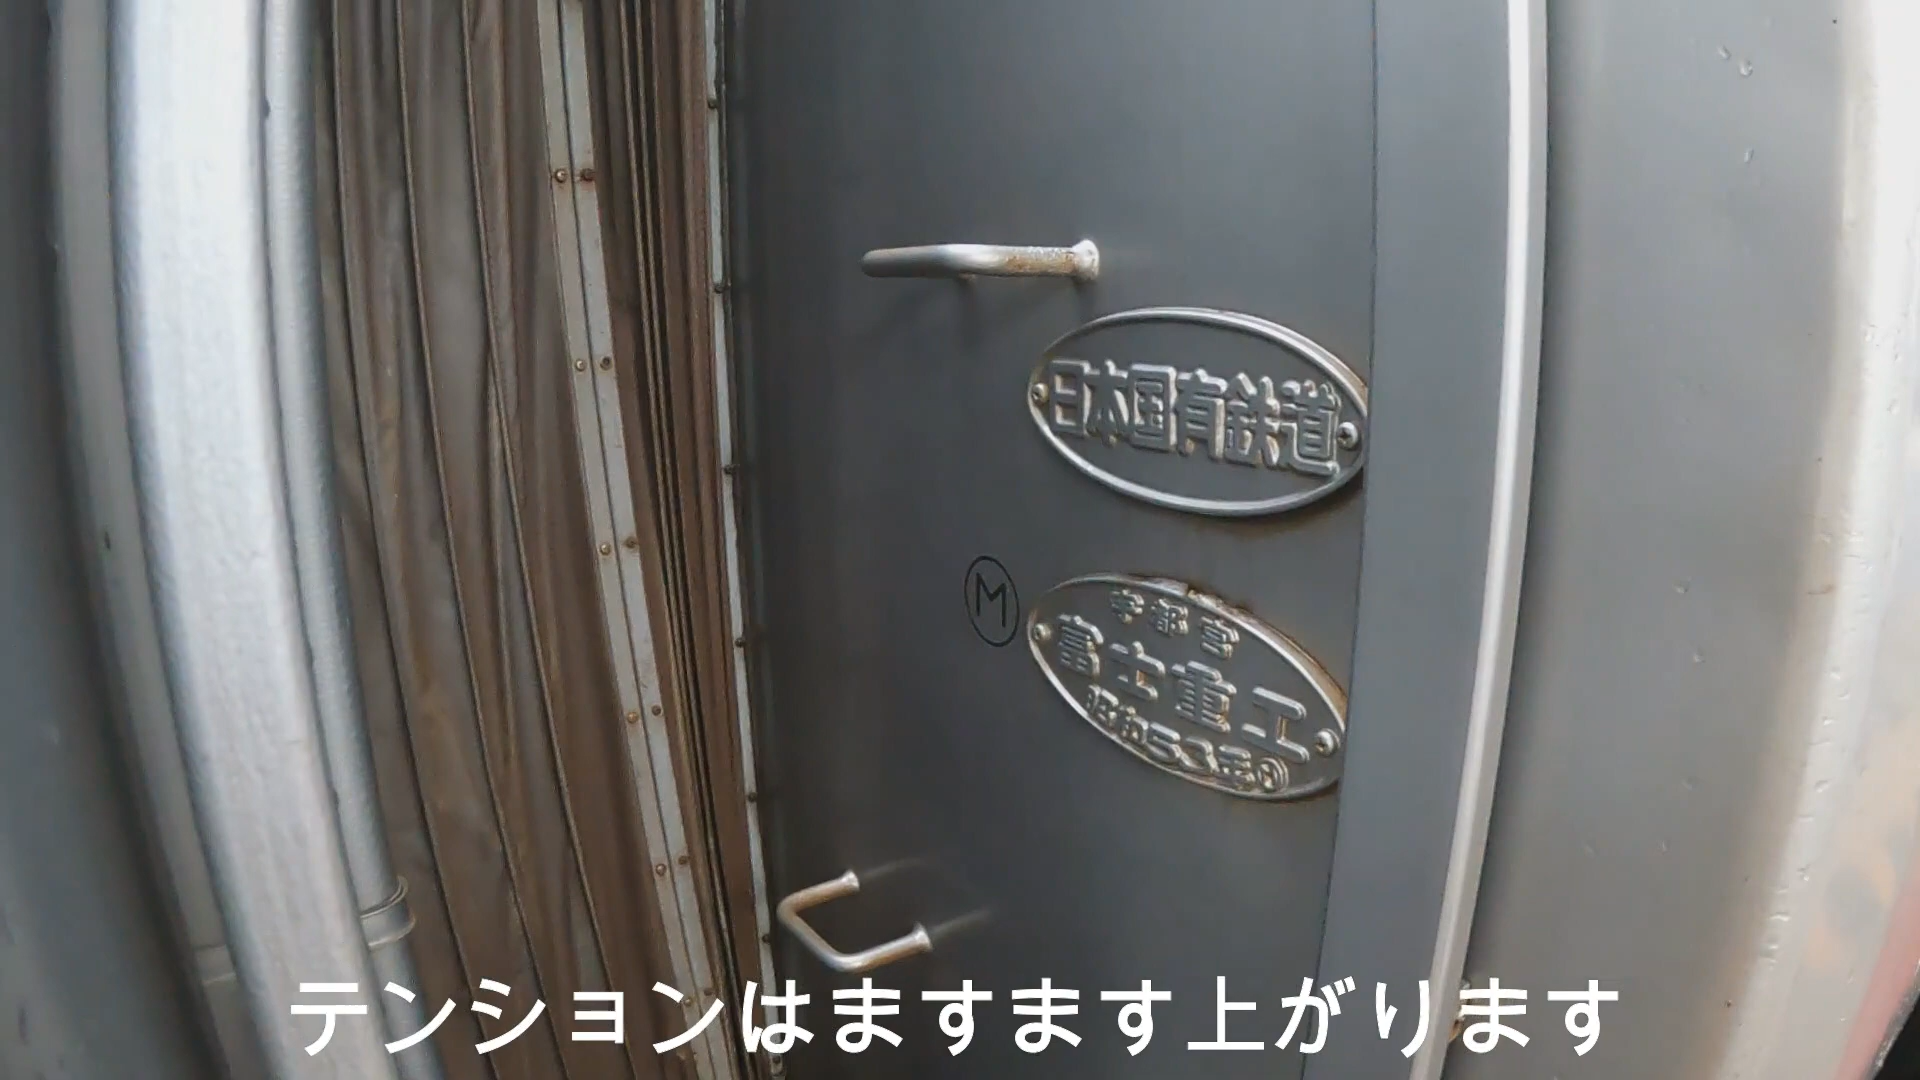 日本国有鉄道
M
宇都宮
富士重工
昭和53年
テンションはますます上がります